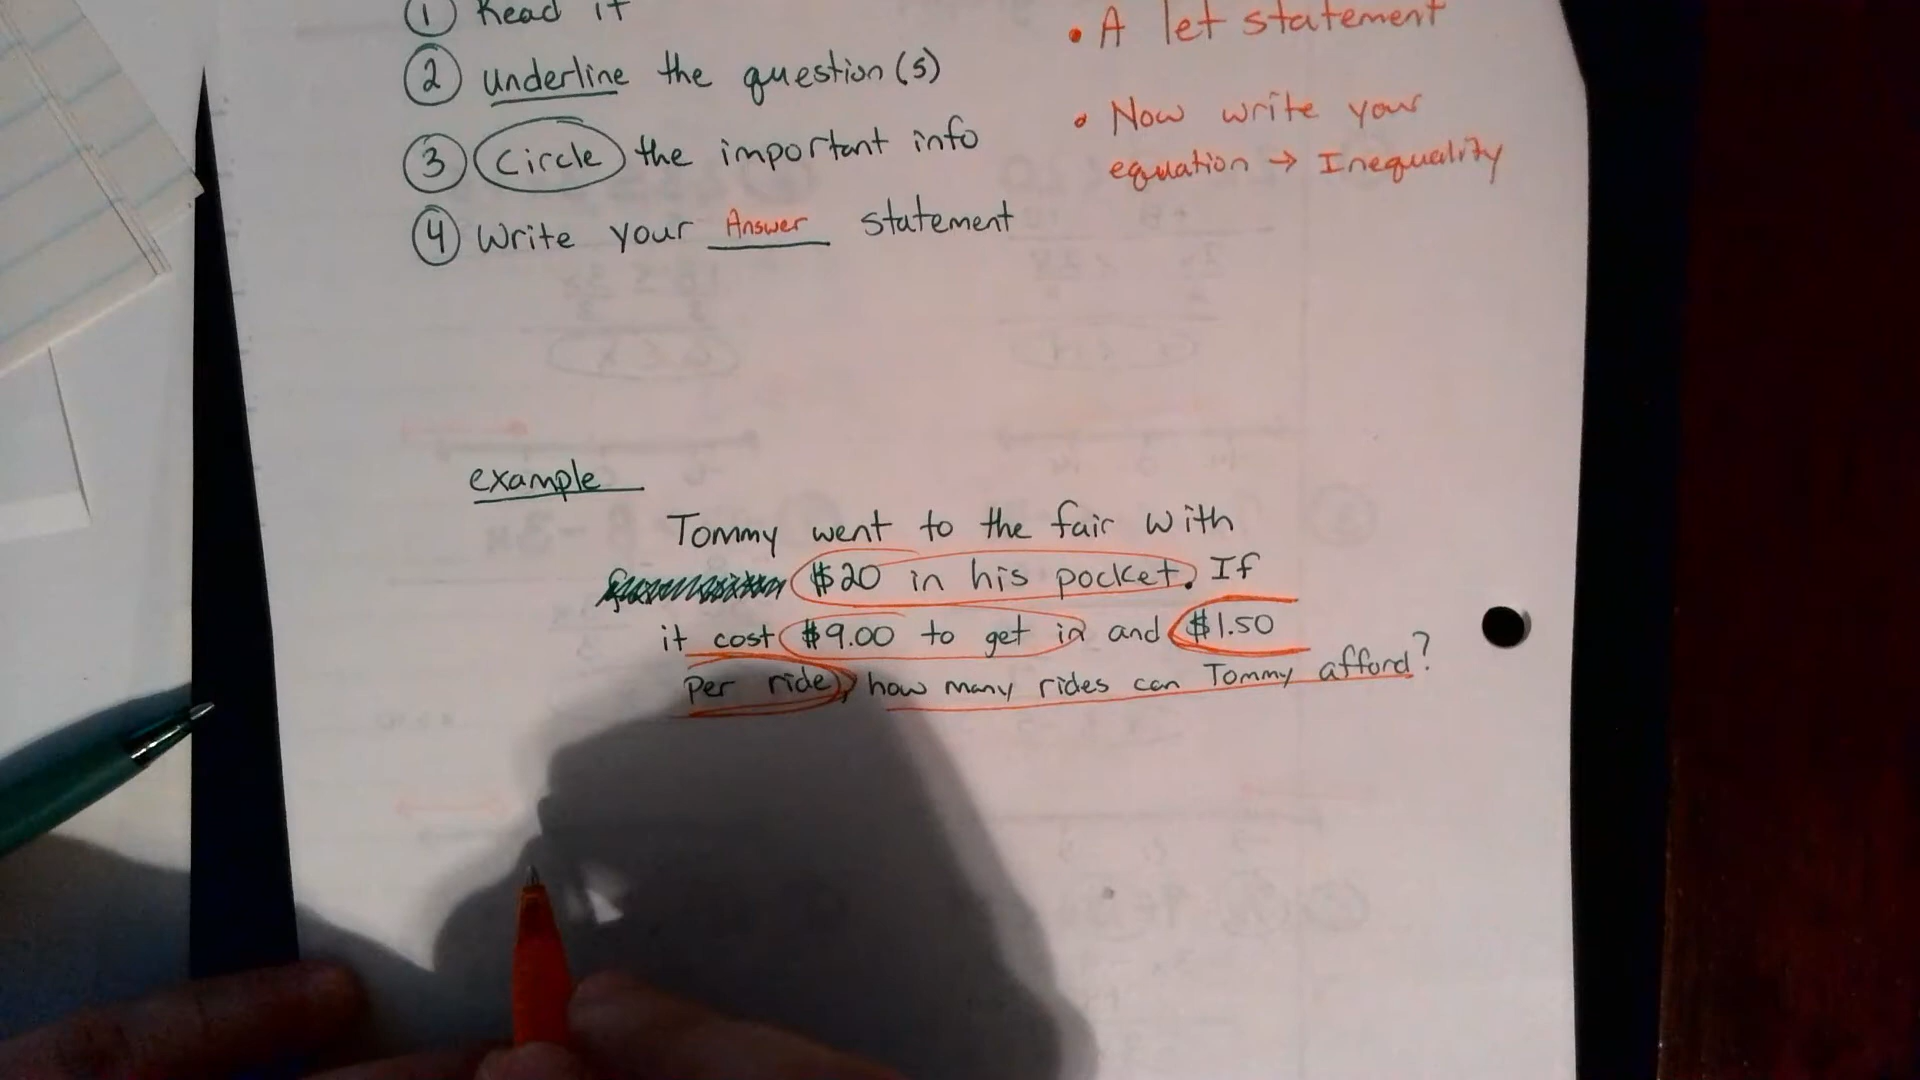 ① Read it
② underline the question(s)
③ Circle the important info
④ Write your Answer statement
• A let statement
• Now write your
equation → Inequality
example
Tommy went to the fair with
$20 in his pocket. If
it cost $9.00 to get in and $1.50
per ride, how many rides can Tommy afford?